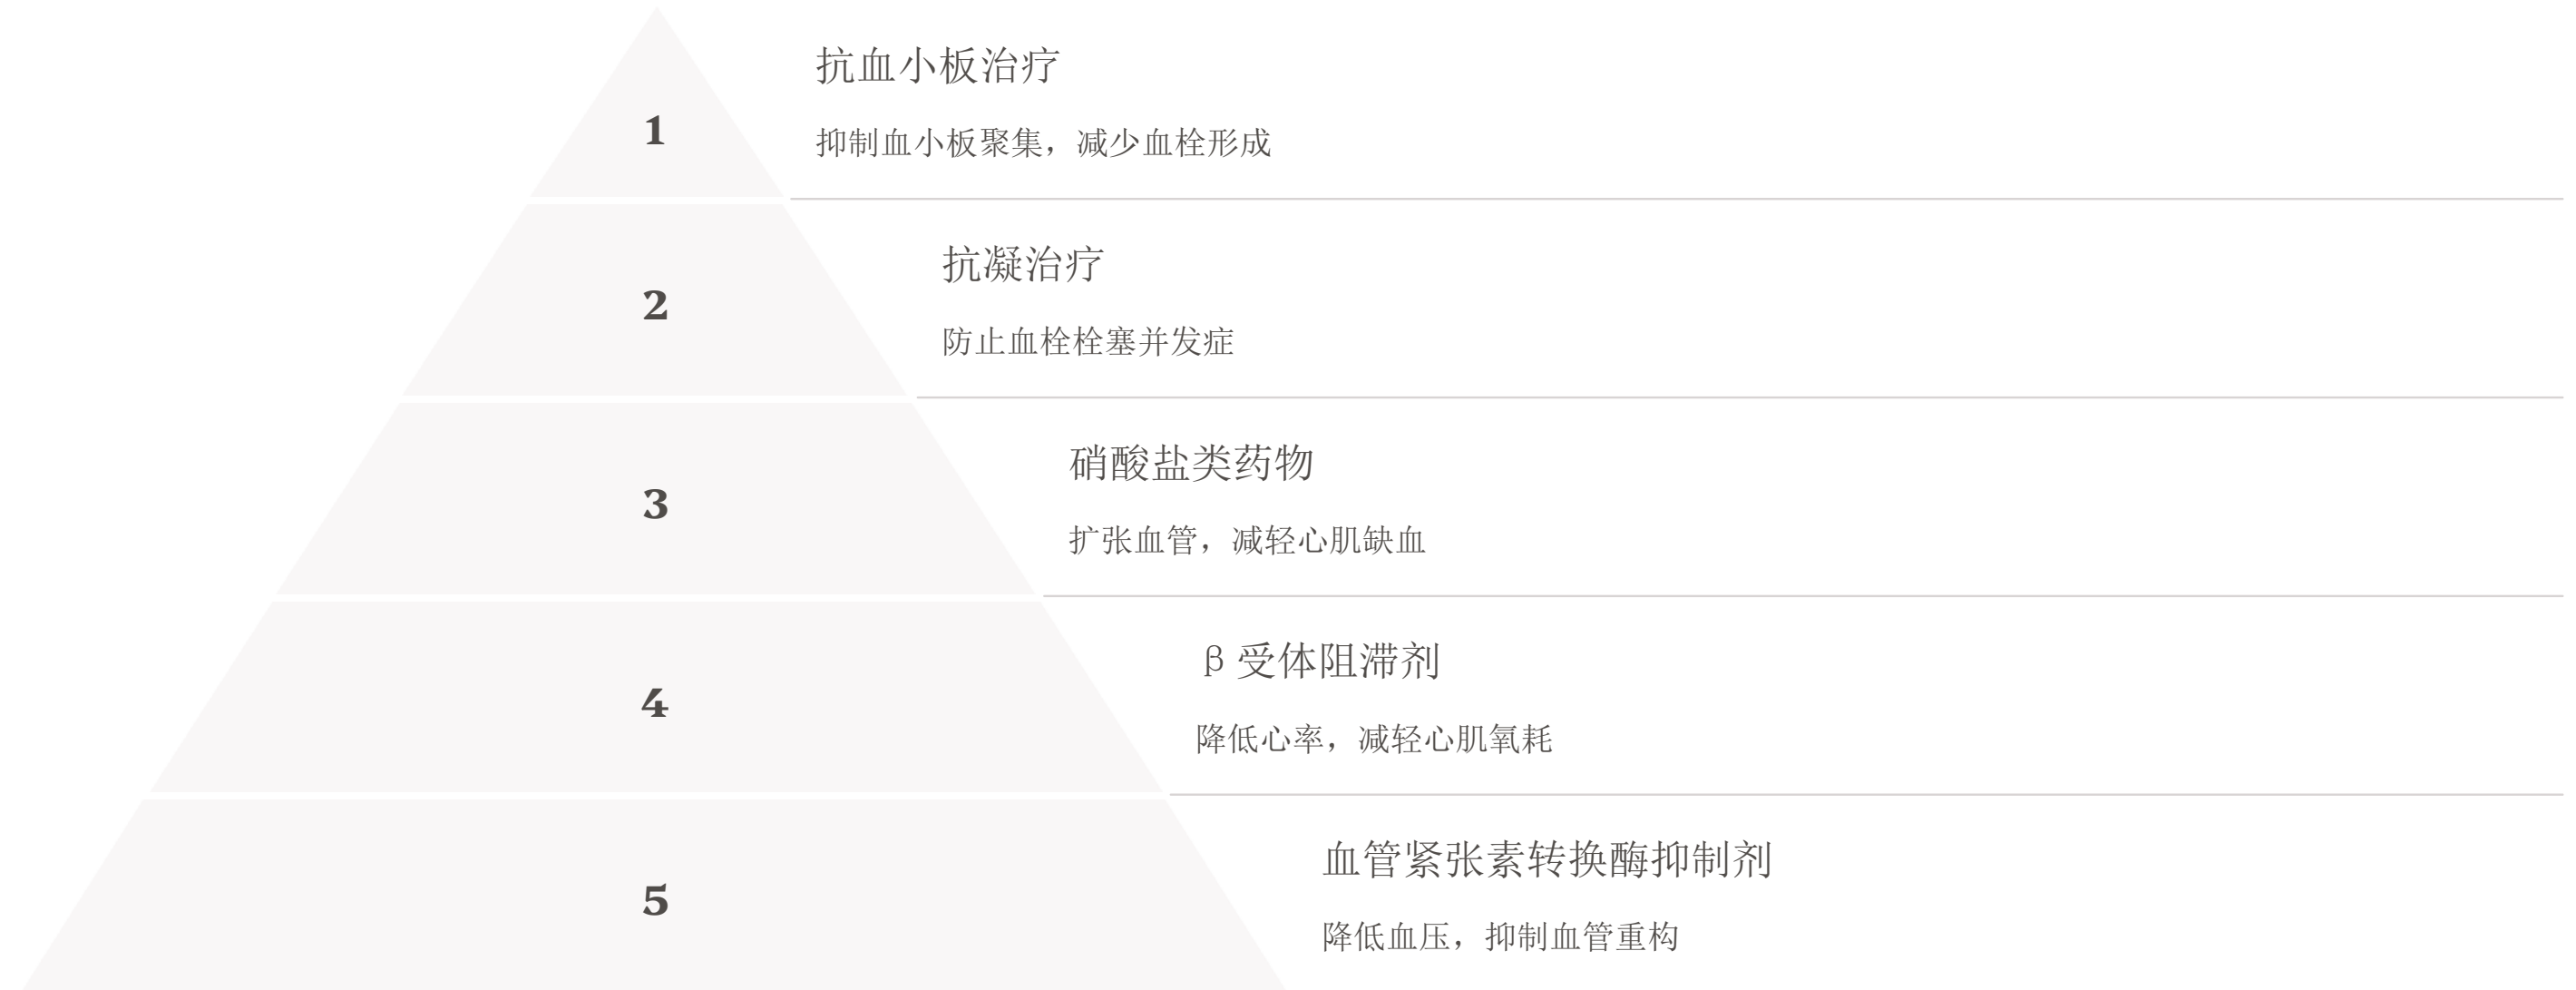 1
抗血小板治疗
抑制血小板聚集，减少血栓形成
2
抗凝治疗
防止血栓栓塞并发症
3
硝酸盐类药物
扩张血管，减轻心肌缺血
4
β受体阻滞剂
降低心率，减轻心肌氧耗
5
血管紧张素转换酶抑制剂
降低血压，抑制血管重构